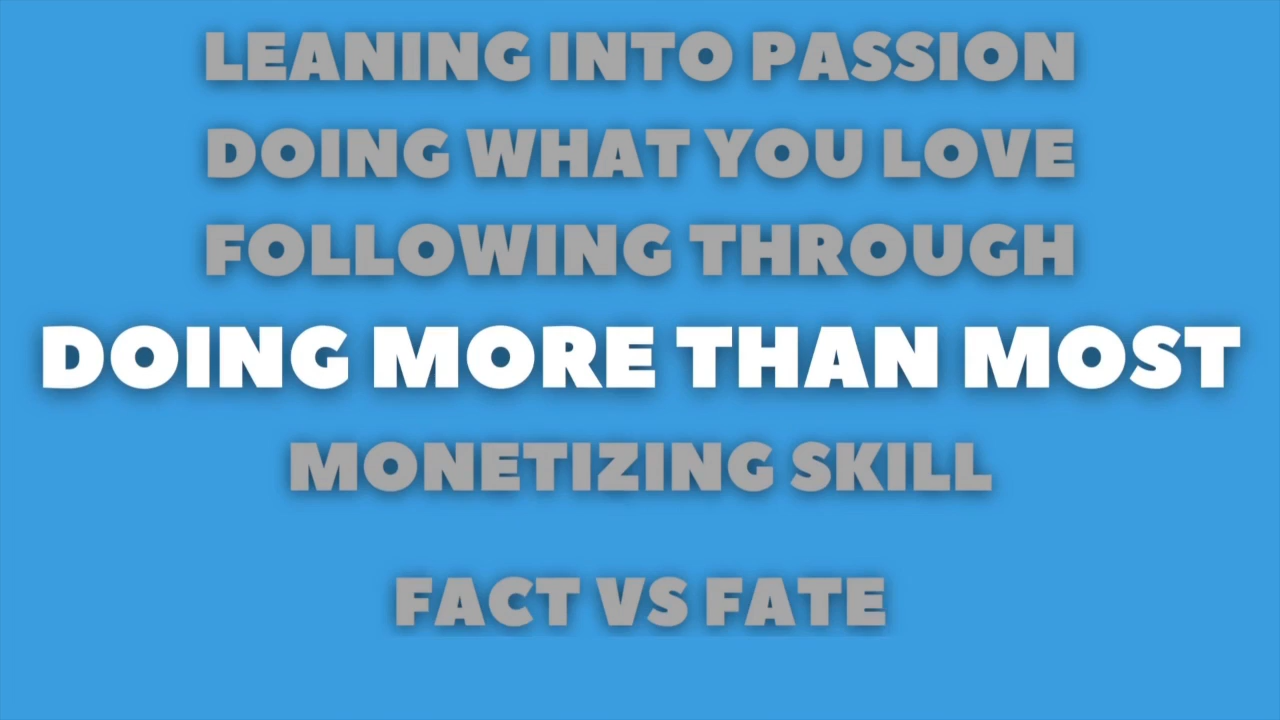 LEANING INTO PASSION
DOING WHAT YOU LOVE
FOLLOWING THROUGH
DOING MORE THAN MOST
MONETIZING SKILL
FACT VS FATE